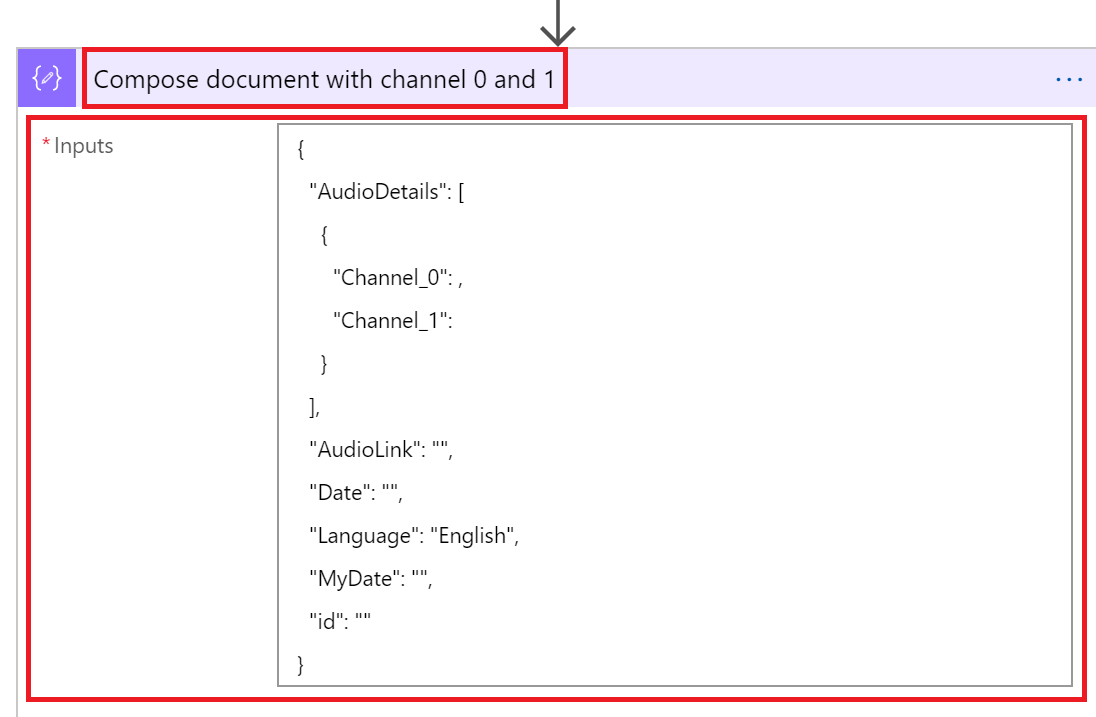 Compose document with channel 0 and 1
...
* Inputs
{
"AudioDetails": [
{
"Channel_0": ,
"Channel_1":
}
],
"AudioLink": "",
"Date": "",
"Language": "English",
"MyDate": "",
"id": ""
}